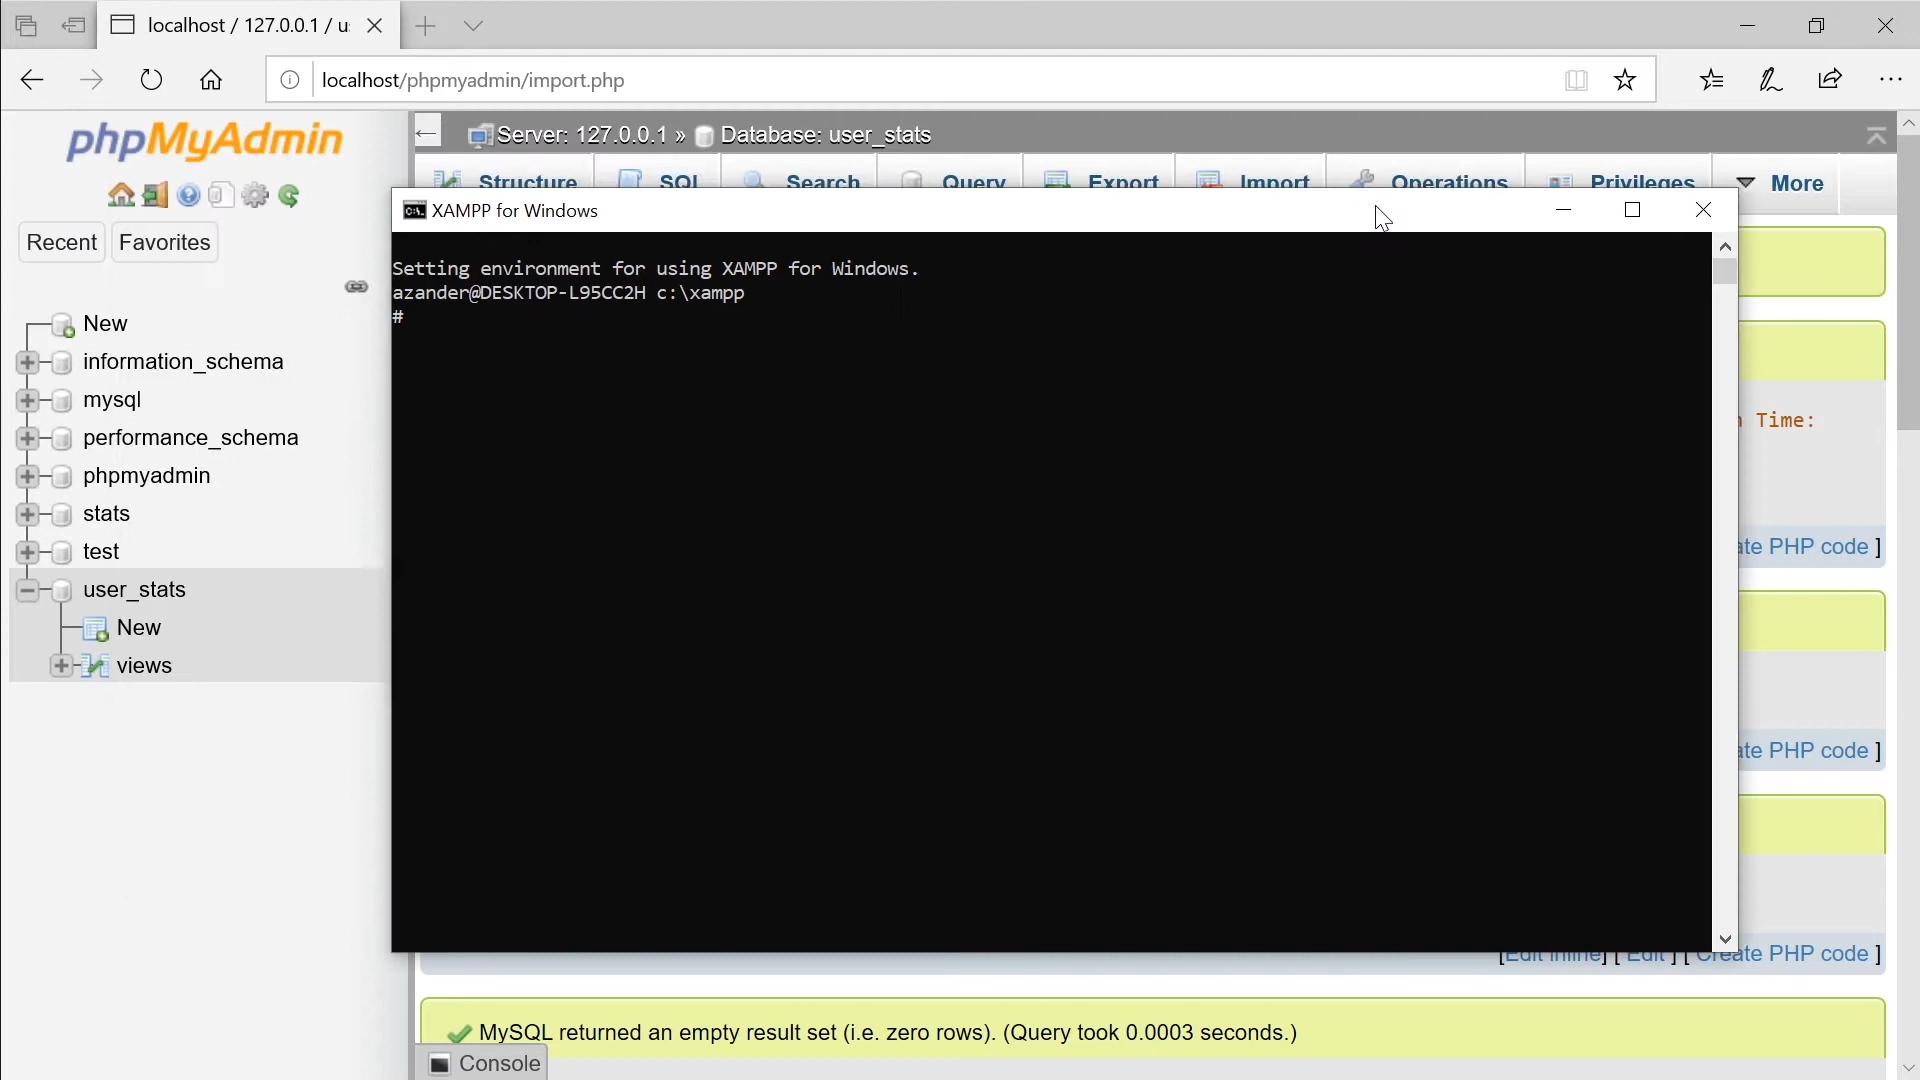 localhost / 127.0.0.1 / u
localhost/phpmyadmin/import.php
phpMyAdmin
Server: 127.0.0.1 » Database: user_stats
Structure SQL Search Query Export Import Operations Privileges More
Recent Favorites
XAMPP for Windows
Setting environment for using XAMPP for Windows.
azander@DESKTOP-L95CC2H c:\xampp
#
New
information_schema
mysql
performance_schema
phpmyadmin
stats
test
user_stats
New
views
Time:
PHP code ]
PHP code ]
[Edit inline] [ Edit ] [ Create PHP code ]
MySQL returned an empty result set (i.e. zero rows). (Query took 0.0003 seconds.)
Console